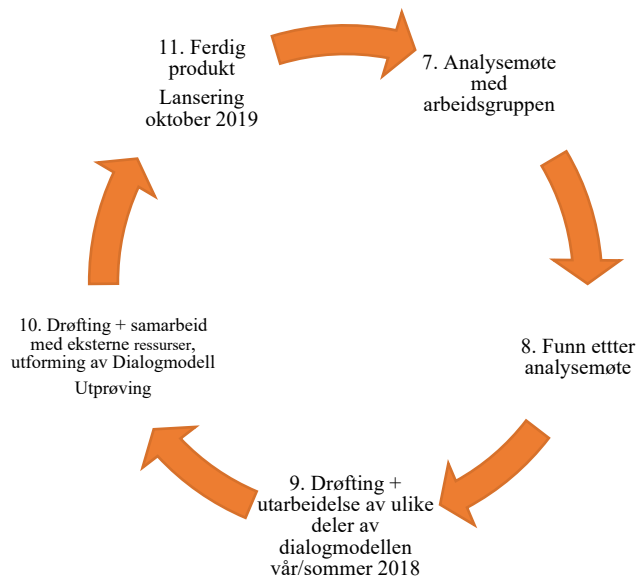 11. Ferdig
produkt
Lansering
oktober 2019
7. Analysemøte
med
arbeidsgruppen
8. Funn ettter
analysemøte
9. Drøfting +
utarbeidelse av ulike
deler av
dialogmodellen
vår/sommer 2018
10. Drøfting + samarbeid
med eksterne ressurser,
utforming av Dialogmodell
Utprøving